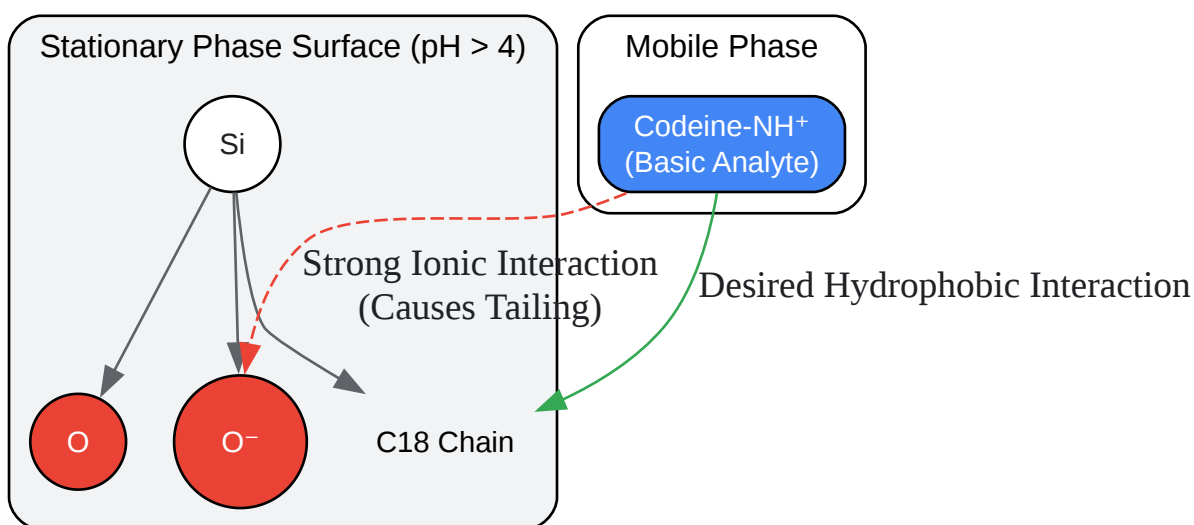 Stationary Phase Surface (pH > 4)
Mobile Phase
Si
Codeine-NH⁺
(Basic Analyte)
Strong Ionic Interaction
(Causes Tailing)
Desired Hydrophobic Interaction
O
O⁻
C18 Chain